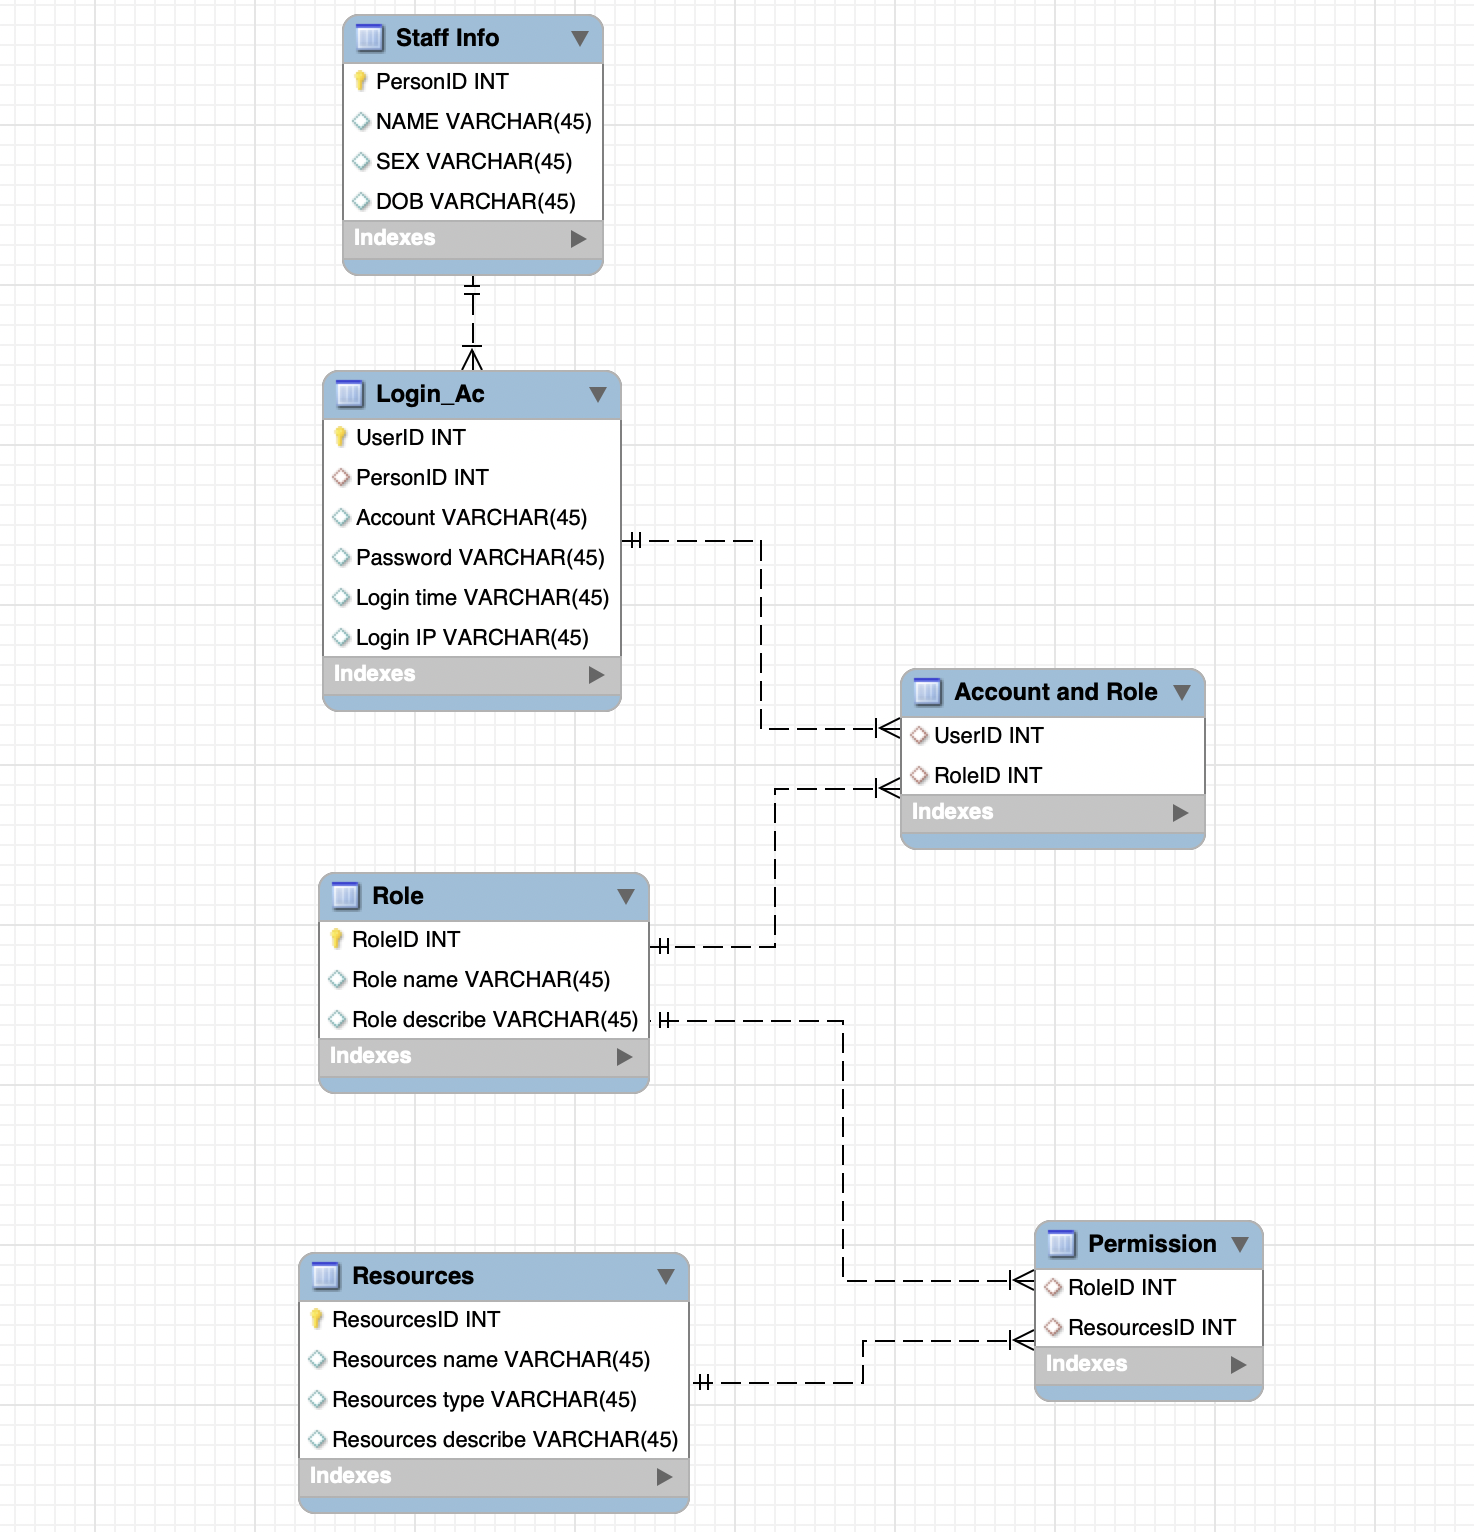 Staff Info
PersonID INT
NAME VARCHAR(45)
SEX VARCHAR(45)
DOB VARCHAR(45)
Indexes
Login_Ac
UserID INT
PersonID INT
Account VARCHAR(45)
Password VARCHAR(45)
Login time VARCHAR(45)
Login IP VARCHAR(45)
Indexes
Account and Role
UserID INT
RoleID INT
Indexes
Role
RoleID INT
Role name VARCHAR(45)
Role describe VARCHAR(45)
Indexes
Permission
RoleID INT
ResourcesID INT
Indexes
Resources
ResourcesID INT
Resources name VARCHAR(45)
Resources type VARCHAR(45)
Resources describe VARCHAR(45)
Indexes